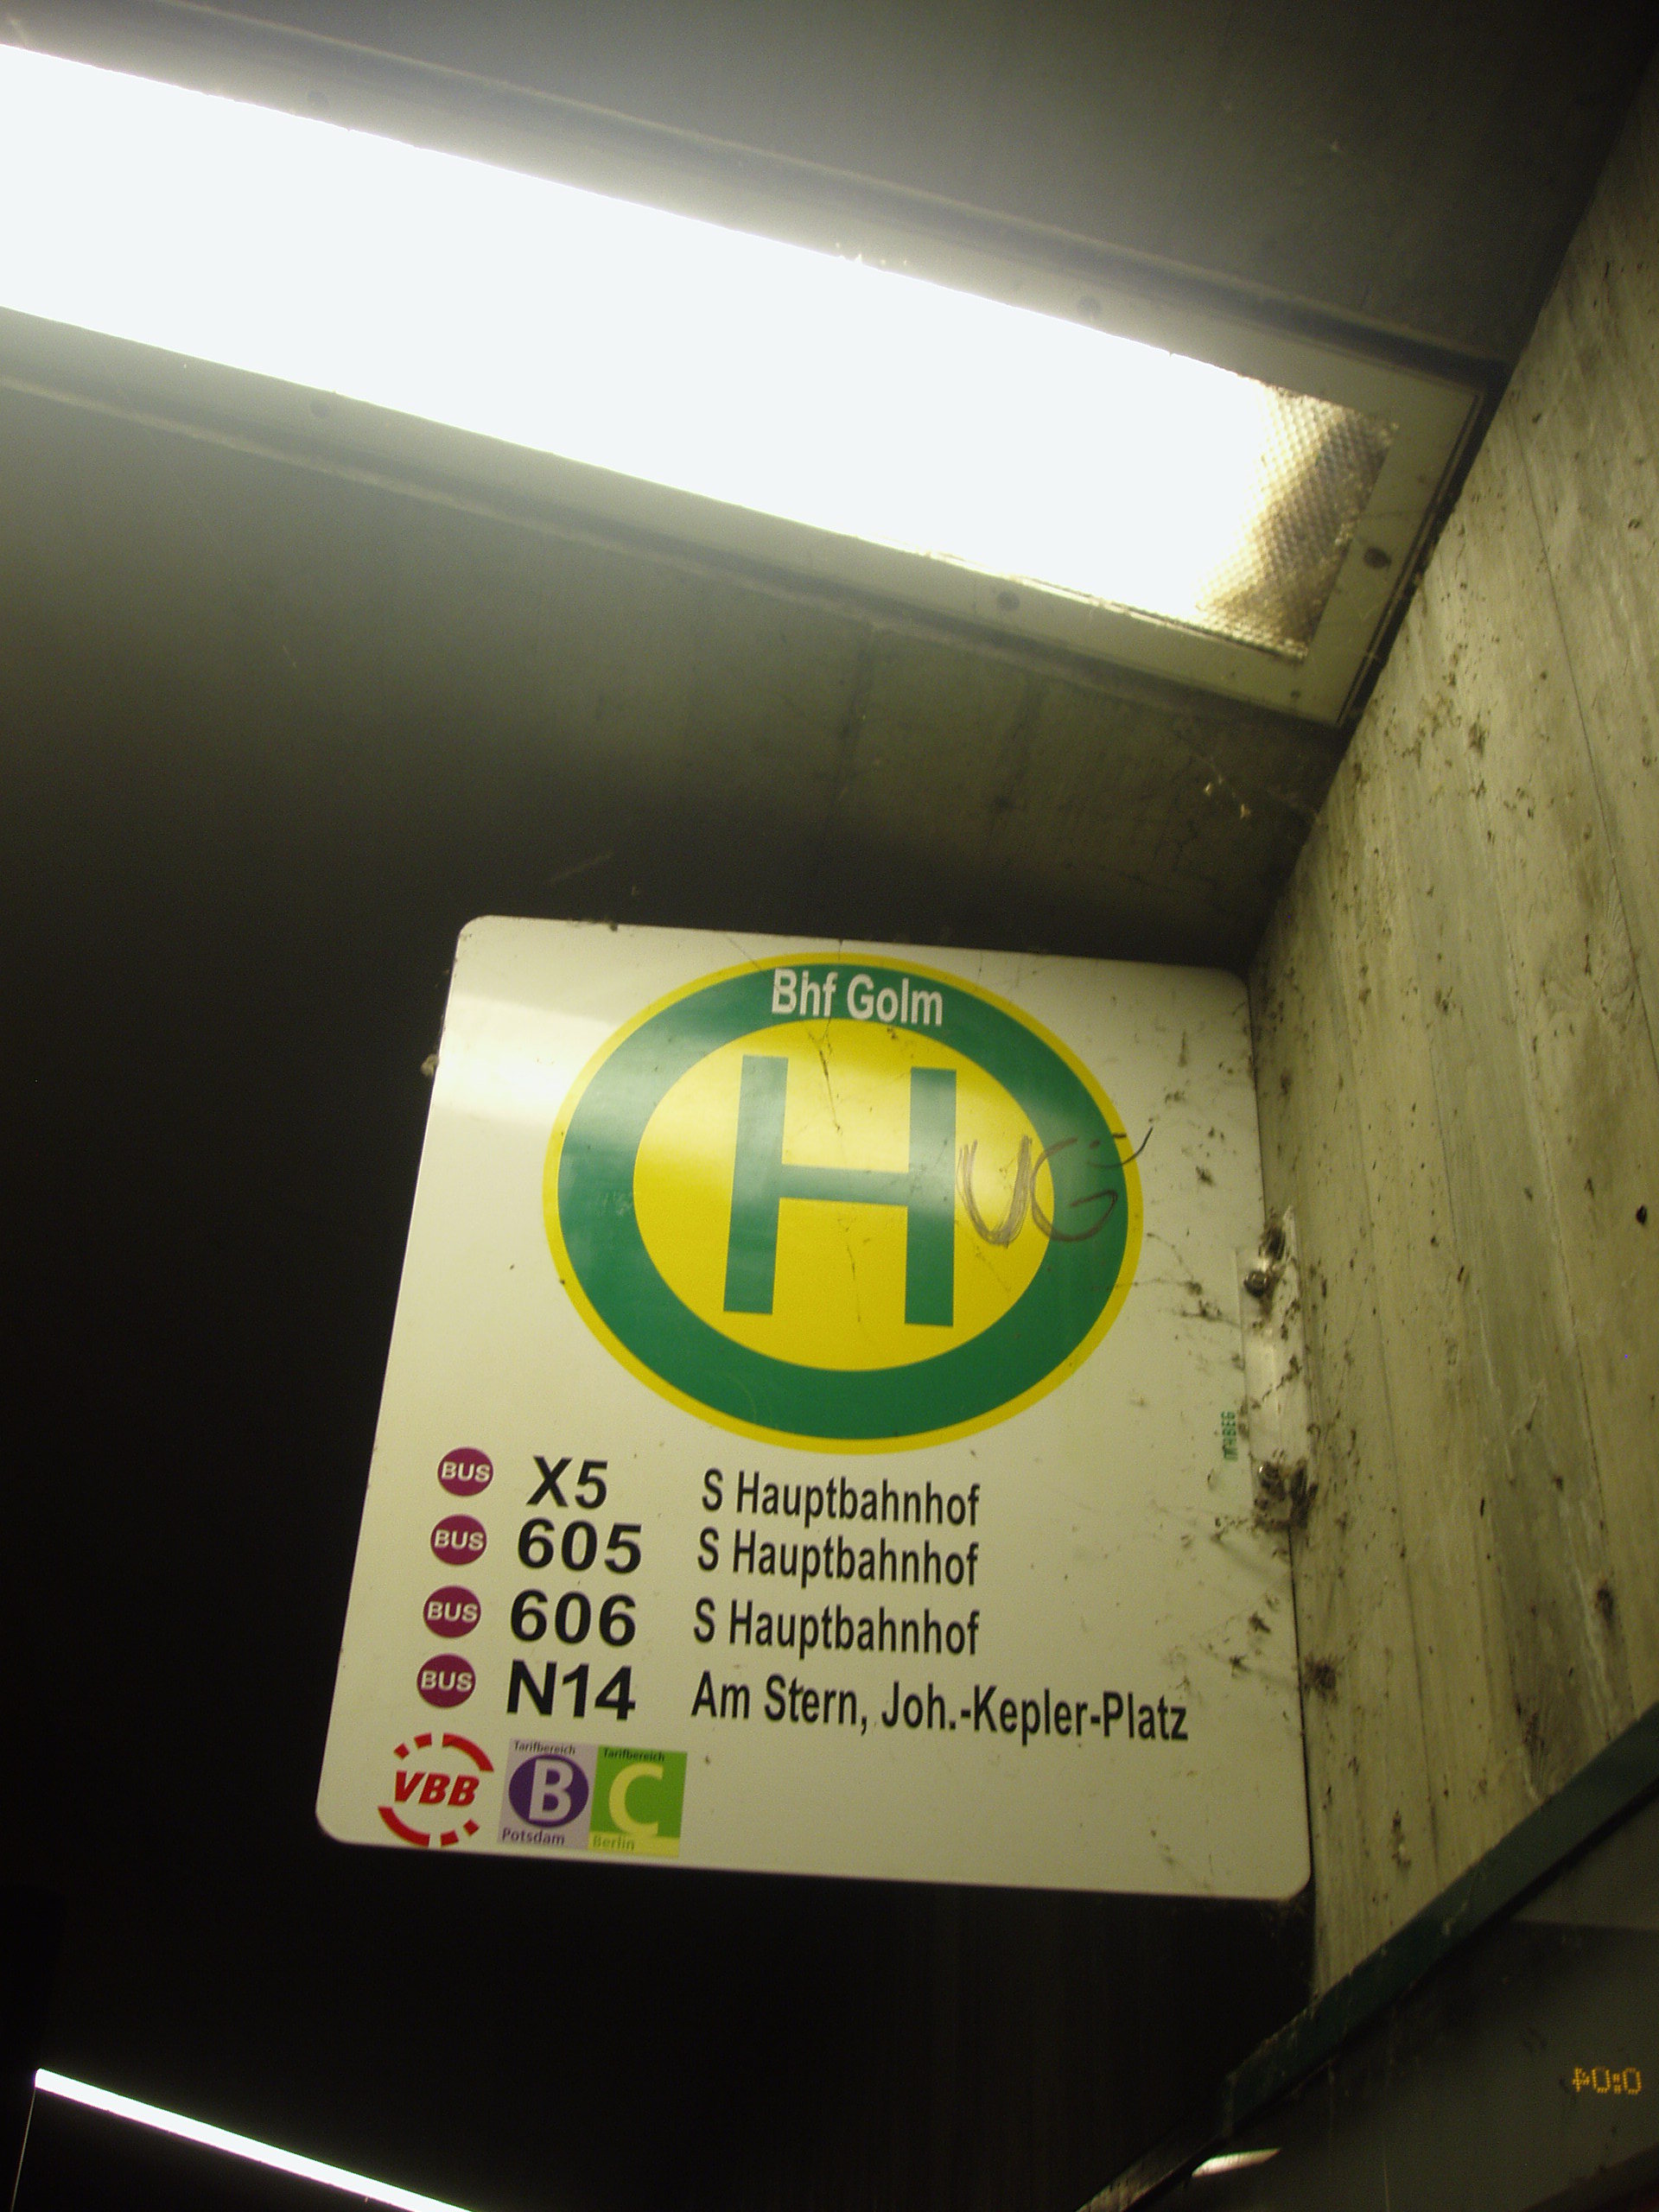 Bhf Golm
H
UG
BUS X5 S Hauptbahnhof
BUS 605 S Hauptbahnhof
BUS 606 S Hauptbahnhof
BUS N14 Am Stern, Joh.-Kepler-Platz
VBB
Tarifbereich Tarifbereich
B C
Potsdam Berlin